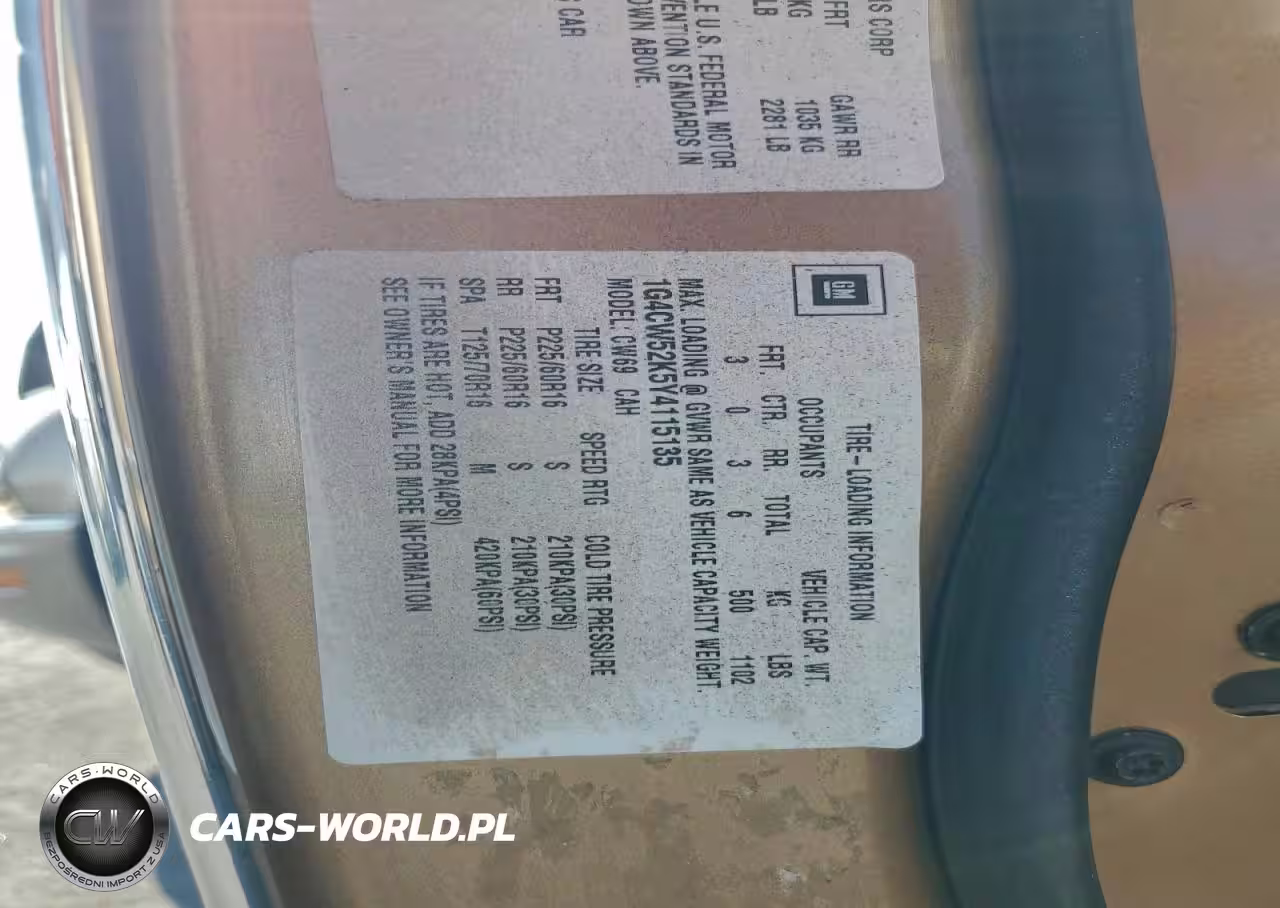 IS CORP
FRT GAWR RR
KG 1035 KG
LB 2281 LB
LE U.S. FEDERAL MOTOR
VENTION STANDARDS IN
OWN ABOVE.
CAR
GM
TIRE-LOADING INFORMATION
OCCUPANTS VEHICLE CAP. WT.
FRT. CTR. RR. TOTAL KG LBS
3 0 3 6 500 1102
MAX. LOADING @ GVWR SAME AS VEHICLE CAPACITY WEIGHT.
1G4CW52K5Y4115135
MODEL: CW69 CAH
TIRE SIZE SPEED RTG COLD TIRE PRESSURE
FRT P225/60R16 S 210KPA(30PSI)
RR P225/60R16 S 210KPA(30PSI)
SPA T125/70R16 M 420KPA(60PSI)
IF TIRES ARE HOT, ADD 28KPA(4PSI)
SEE OWNER'S MANUAL FOR MORE INFORMATION
CARS-WORLD
CW
BEZPOŚREDNI IMPORT Z USA
CARS-WORLD.PL